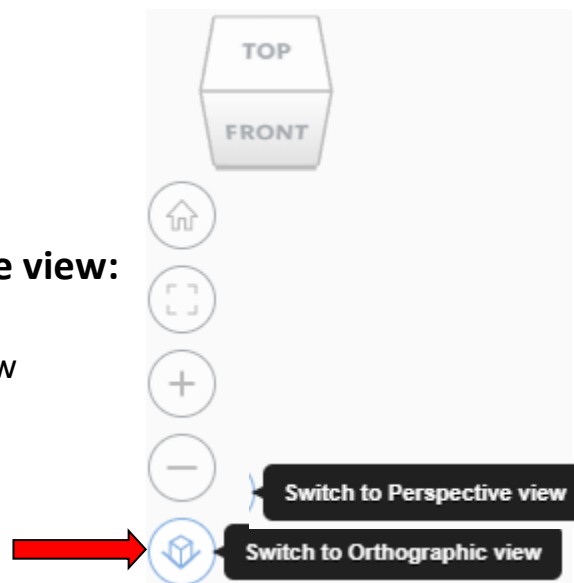 TOP
FRONT
e view:
w
Switch to Perspective view
Switch to Orthographic view